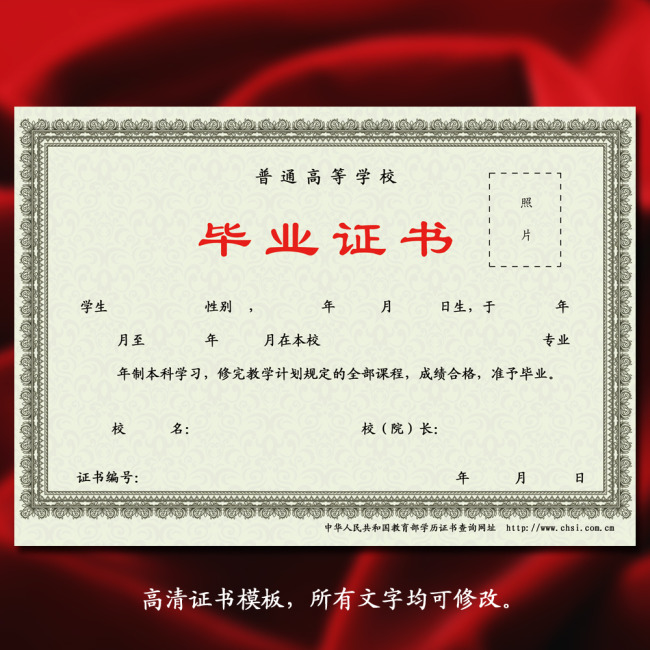 普通高等学校
毕业证书
照
片
学生 性别 , 年 月 日生，于 年
月至 年 月在本校 专业
年制本科学习，修完教学计划规定的全部课程，成绩合格，准予毕业。
校 名: 校（院）长:
证书编号: 年 月 日
中华人民共和国教育部学历证书查询网址 http://www.chsi.com.cn
高清证书模板，所有文字均可修改。